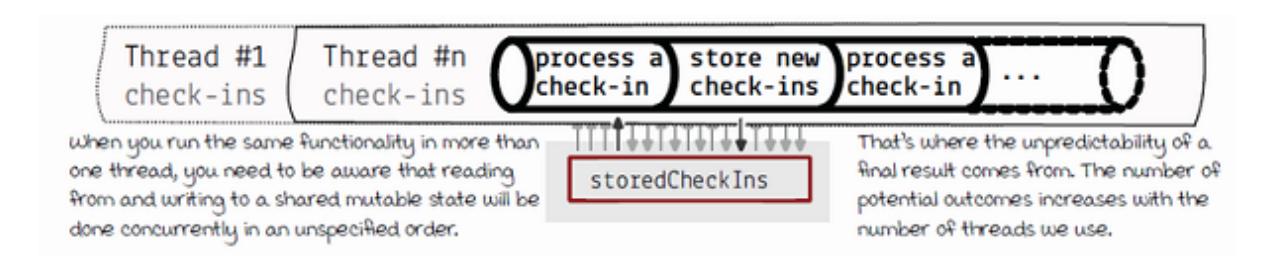 Thread #1
check-ins
Thread #n
check-ins
process a
check-in
store new
check-ins
process a
check-in
...
When you run the same functionality in more than
one thread, you need to be aware that reading
from and writing to a shared mutable state will be
done concurrently in an unspecified order.
storedCheckIns
That's where the unpredictability of a
final result comes from. The number of
potential outcomes increases with the
number of threads we use.